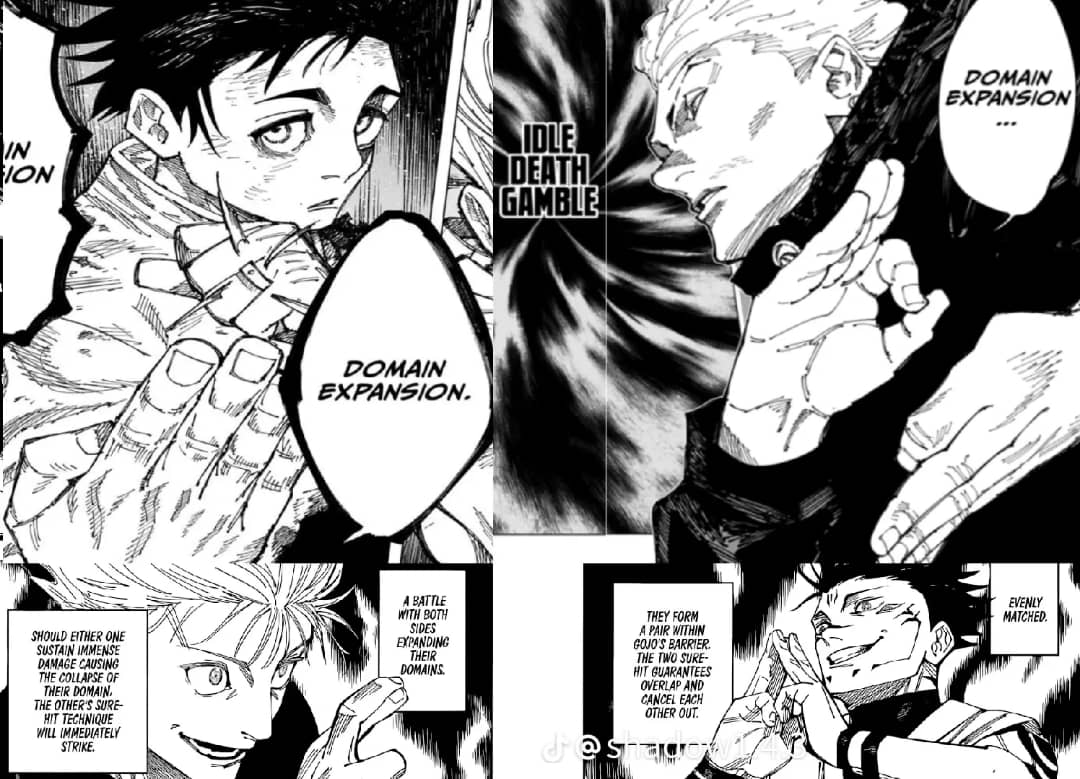 IN
ION
DOMAIN
EXPANSION.
IDLE
DEATH
GAMBLE
DOMAIN
EXPANSION
...
A BATTLE
WITH BOTH
SIDES
EXPANDING
THEIR
DOMAINS.
SHOULD EITHER ONE
SUSTAIN IMMENSE
DAMAGE CAUSING
THE COLLAPSE OF
THEIR DOMAIN,
THE OTHER'S SURE-
HIT TECHNIQUE
WILL IMMEDIATELY
STRIKE.
THEY FORM
A PAIR WITHIN
GOJO'S BARRIER.
THE TWO SURE-
HIT GUARANTEES
OVERLAP AND
CANCEL EACH
OTHER OUT.
EVENLY
MATCHED.